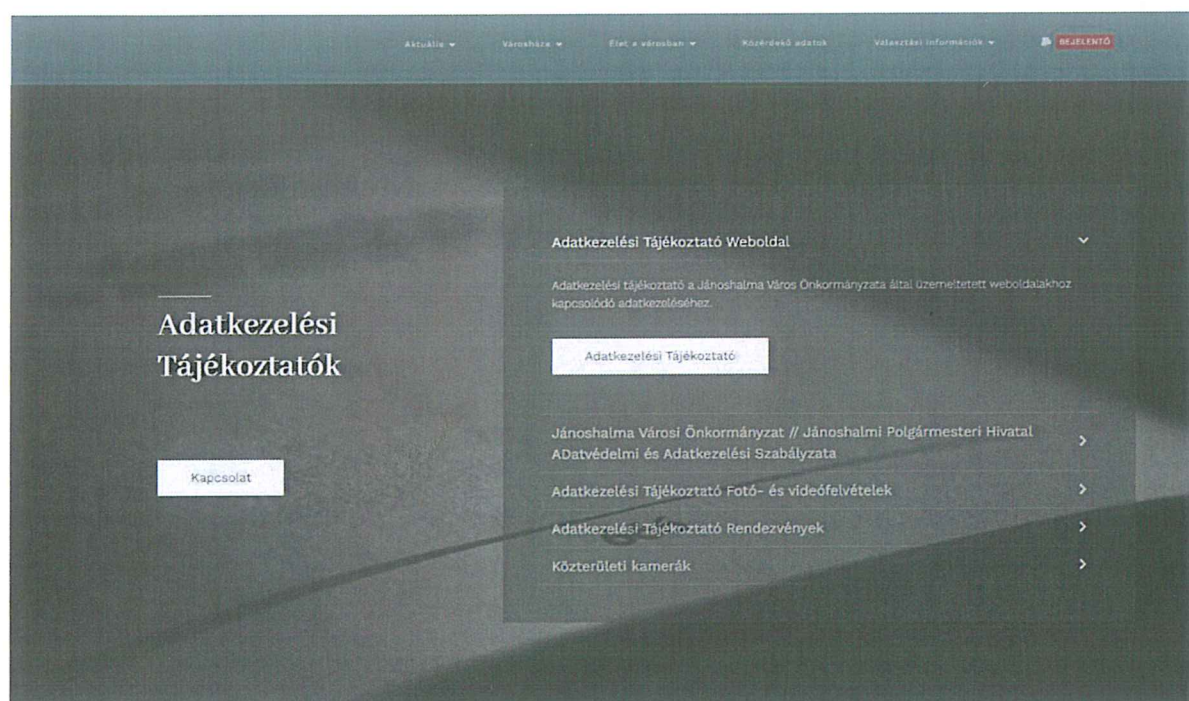 Aktuális
Városháza
Élet a városban
Közérdekű adatok
Választási információk
BEJELENTŐ
Adatkezelési
Tájékoztatók
Kapcsolat
Adatkezelési Tájékoztató Weboldal
Adatkezelési tájékoztató a Jánoshalma Város Önkormányzata által üzemeltetett weboldalakhoz
kapcsolódó adatkezeléséhez.
Adatkezelési Tájékoztató
Jánoshalma Városi Önkormányzat // Jánoshalmi Polgármesteri Hivatal
ADatvédelmi és Adatkezelési Szabályzata
Adatkezelési Tájékoztató Fotó- és videófelvételek
Adatkezelési Tájékoztató Rendezvények
Közterületi kamerák